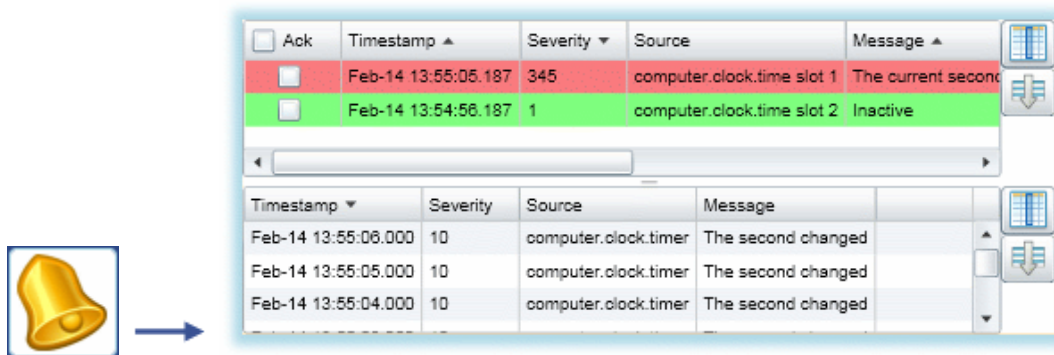 Ack Timestamp Severity Source Message
Feb-14 13:55:05.187 345 computer.clock.time slot 1 The current second
Feb-14 13:54:56.187 1 computer.clock.time slot 2 Inactive
Timestamp Severity Source Message
Feb-14 13:55:06.000 10 computer.clock.timer The second changed
Feb-14 13:55:05.000 10 computer.clock.timer The second changed
Feb-14 13:55:04.000 10 computer.clock.timer The second changed